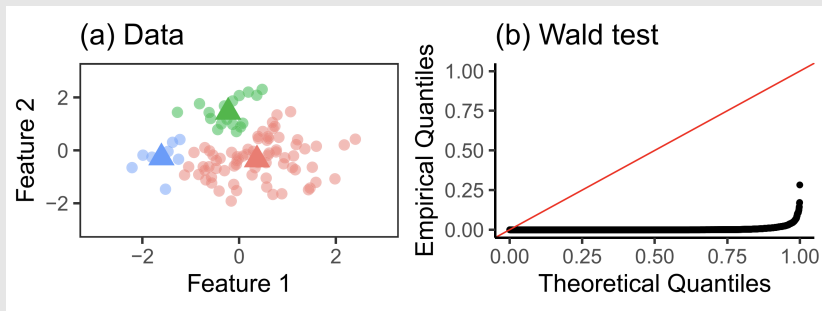 (a) Data
Feature 2
2
0
−2
−2
0
2
Feature 1
(b) Wald test
Empirical Quantiles
1.00
0.75
0.50
0.25
0.00
0.00
0.25
0.50
0.75
1.00
Theoretical Quantiles